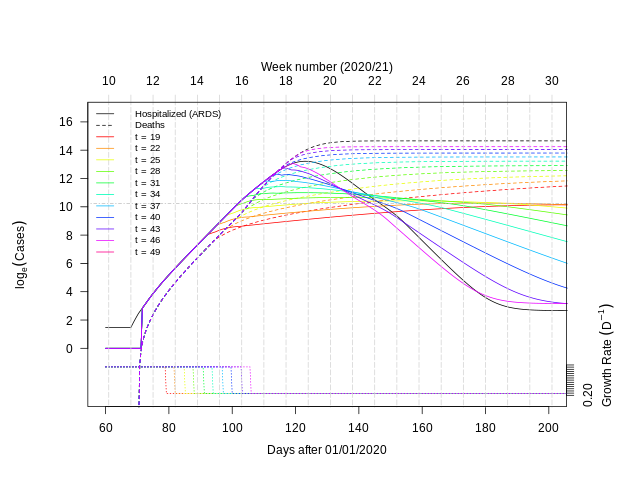 Week number (2020/21)
10 12 14 16 18 20 22 24 26 28 30
Hospitalized (ARDS)
Deaths
t = 19
t = 22
t = 25
t = 28
t = 31
t = 34
t = 37
t = 40
t = 43
t = 46
t = 49
16
14
12
10
8
6
4
2
0
logₑ(Cases)
0.20
Growth Rate (D⁻¹)
60 80 100 120 140 160 180 200
Days after 01/01/2020